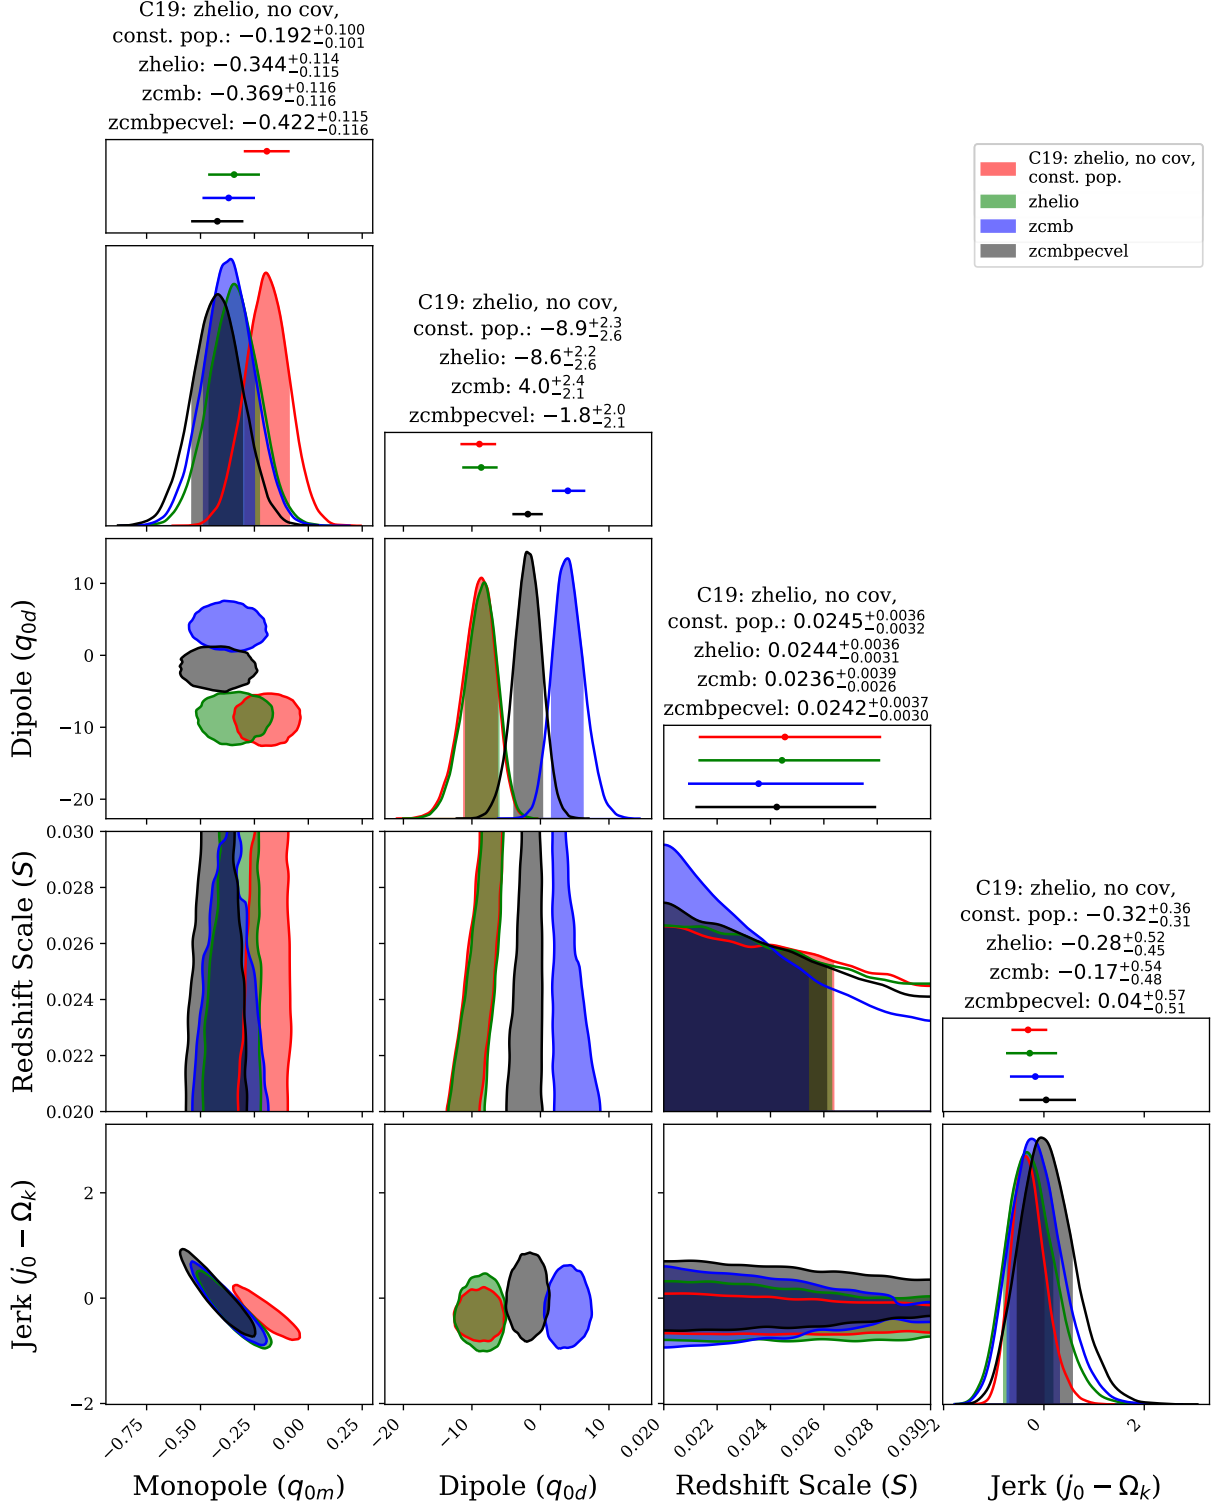 C19: zhelio, no cov,
const. pop.: −0.192+0.100 −0.101
zhelio: −0.344+0.114 −0.115
zcmb: −0.369+0.116 −0.116
zcmbpecvel: −0.422+0.115 −0.116
C19: zhelio, no cov,
const. pop.
zhelio
zcmb
zcmbpecvel
C19: zhelio, no cov,
const. pop.: −8.9+2.3 −2.6
zhelio: −8.6+2.2 −2.6
zcmb: 4.0+2.4 −2.1
zcmbpecvel: −1.8+2.0 −2.1
Dipole (q0d)
10
0
−10
−20
C19: zhelio, no cov,
const. pop.: 0.0245+0.0036 −0.0032
zhelio: 0.0244+0.0036 −0.0031
zcmb: 0.0236+0.0039 −0.0026
zcmbpecvel: 0.0242+0.0037 −0.0030
Redshift Scale (S)
0.030
0.028
0.026
0.024
0.022
0.020
C19: zhelio, no cov,
const. pop.: −0.32+0.36 −0.31
zhelio: −0.28+0.52 −0.45
zcmb: −0.17+0.54 −0.48
zcmbpecvel: 0.04+0.57 −0.51
Jerk (j0 − Ωk)
2
0
−2
−0.75
−0.50
−0.25
0.00
0.25
−20
−10
0
10
0.020
0.022
0.024
0.026
0.028
0.030
−2
0
2
Monopole (q0m)
Dipole (q0d)
Redshift Scale (S)
Jerk (j0 − Ωk)